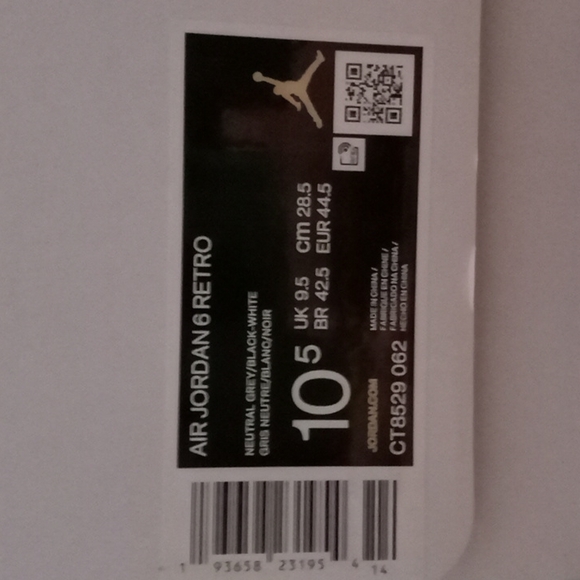 AIR JORDAN 6 RETRO
NEUTRAL GREY/BLACK-WHITE
GRIS NEUTRE/BLANC/NOIR
10 5
UK 9.5 cm 28.5
BR 42.5 EUR 44.5
MADE IN CHINA /
FABRIQUE EN CHINE /
FABRICADO NA CHINA /
HECHO EN CHINA
JORDAN.COM
CT8529 062
1 93658 23195 4 14